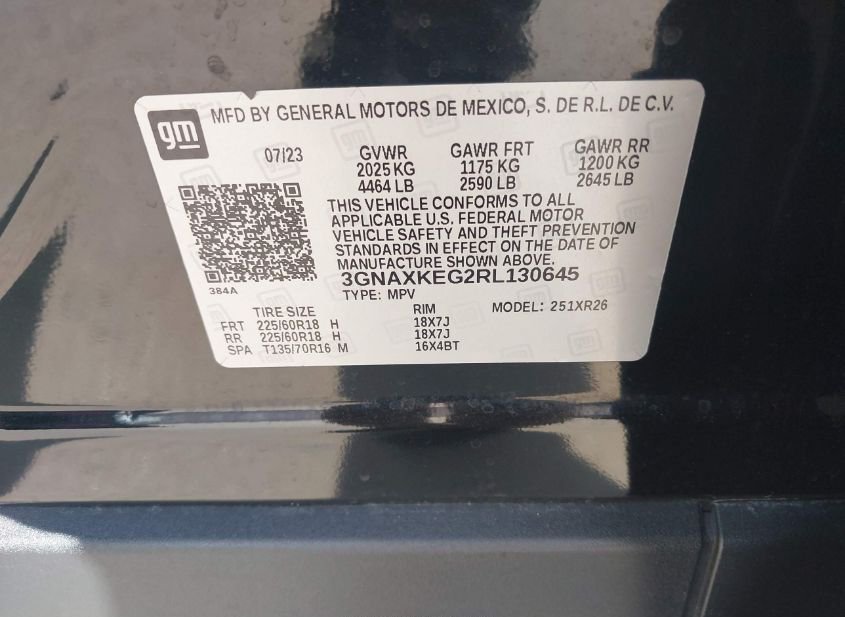 gm
MFD BY GENERAL MOTORS DE MEXICO, S. DE R.L. DE C.V.
07/23
GVWR GAWR FRT GAWR RR
2025 KG 1175 KG 1200 KG
4464 LB 2590 LB 2645 LB
THIS VEHICLE CONFORMS TO ALL
APPLICABLE U.S. FEDERAL MOTOR
VEHICLE SAFETY AND THEFT PREVENTION
STANDARDS IN EFFECT ON THE DATE OF
MANUFACTURE SHOWN ABOVE.
3GNAXKEG2RL130645
384A
TYPE: MPV MODEL: 251XR26
TIRE SIZE RIM
FRT 225/60R18 H 18X7J
RR 225/60R18 H 18X7J
SPA T135/70R16 M 16X4BT